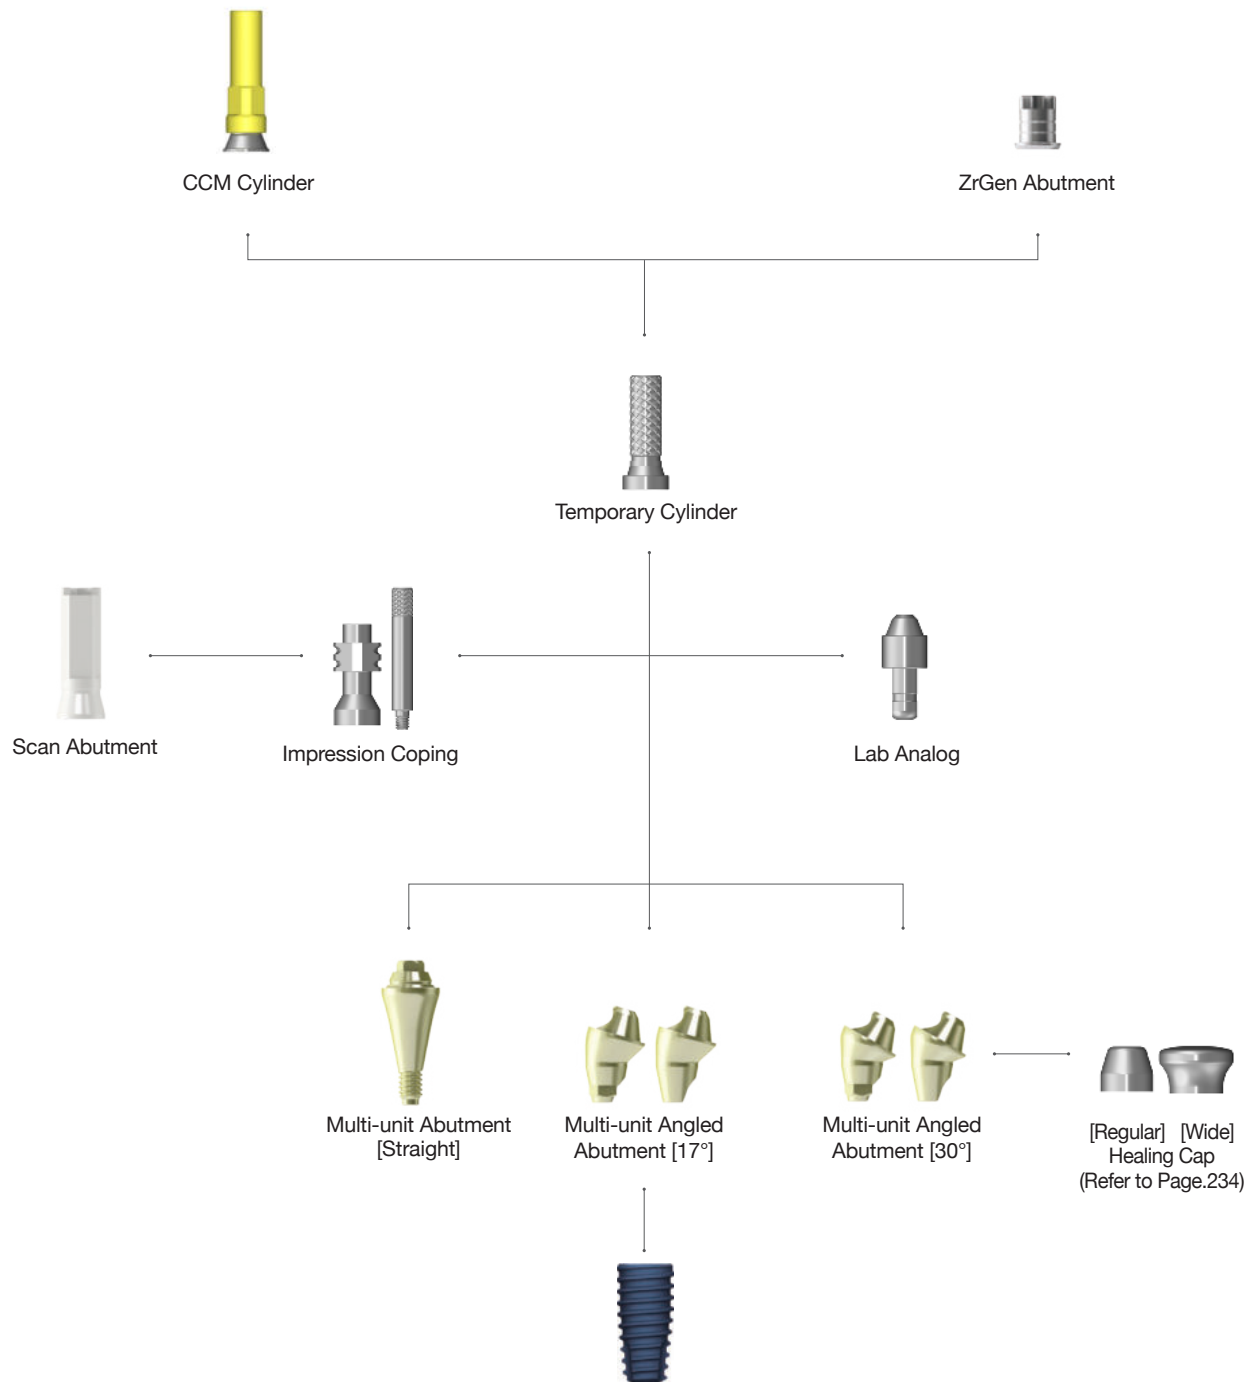 CCM Cylinder
ZrGen Abutment
Temporary Cylinder
Scan Abutment
Impression Coping
Lab Analog
Multi-unit Abutment
[Straight]
Multi-unit Angled
Abutment [17°]
Multi-unit Angled
Abutment [30°]
[Regular] [Wide]
Healing Cap
(Refer to Page.234)